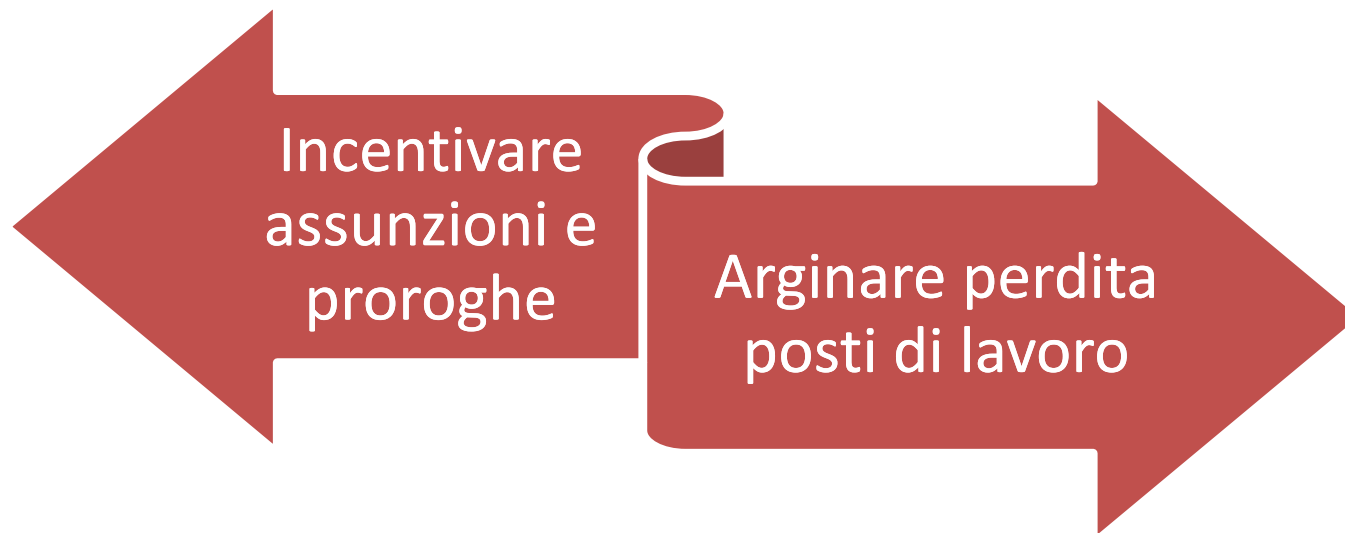 Incentivare
assunzioni e
proroghe
Arginare perdita
posti di lavoro